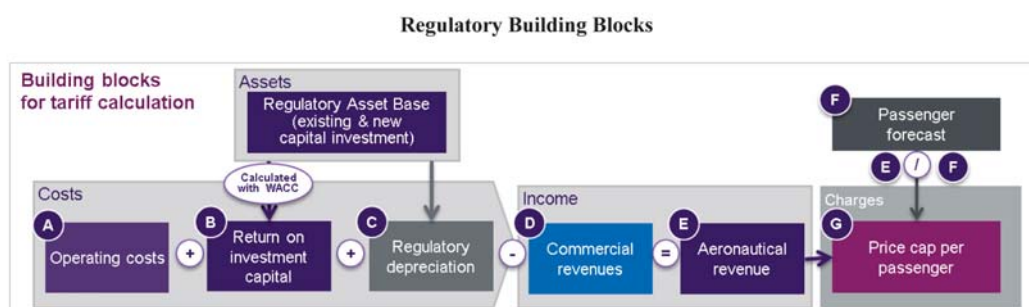 Regulatory Building Blocks
Building blocks
for tariff calculation
Assets
Regulatory Asset Base
(existing & new
capital investment)
F
Passenger
forecast
Calculated
with WACC
E / F
Costs
Income
Charges
A
Operating costs
+
B
Return on
investment
capital
+
C
Regulatory
depreciation
-
D
Commercial
revenues
=
E
Aeronautical
revenue
G
Price cap per
passenger